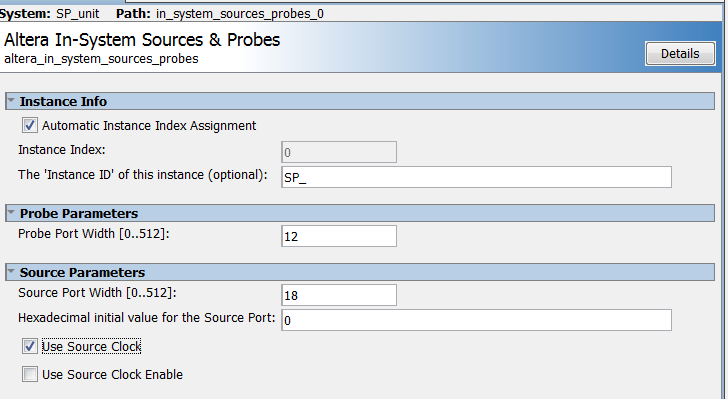 System: SP_unit Path: in_system_sources_probes_0
Altera In-System Sources & Probes
altera_in_system_sources_probes
Details
Instance Info
Automatic Instance Index Assignment
Instance Index: 0
The 'Instance ID' of this instance (optional): SP_
Probe Parameters
Probe Port Width [0..512]: 12
Source Parameters
Source Port Width [0..512]: 18
Hexadecimal initial value for the Source Port: 0
Use Source Clock
Use Source Clock Enable